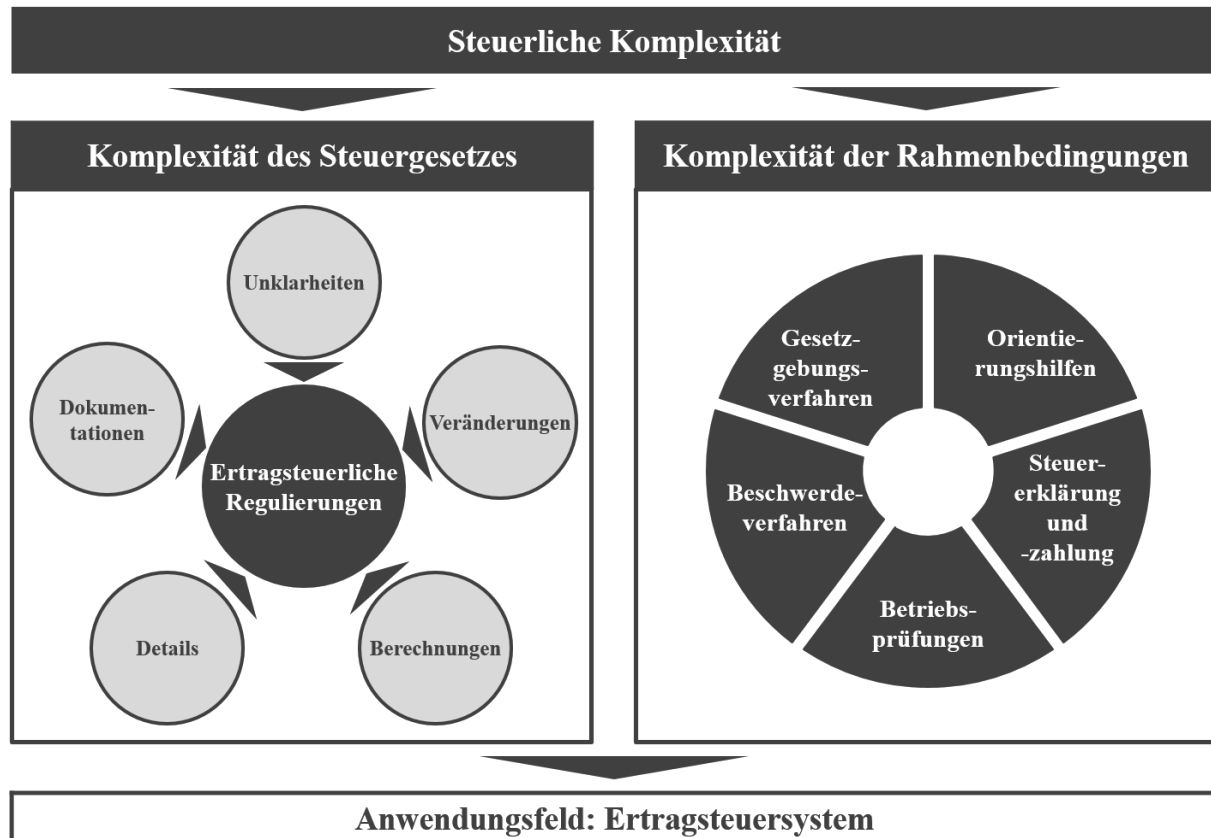 Steuerliche Komplexität
Komplexität des Steuergesetzes
Unklarheiten
Dokumen-
tationen
Veränderungen
Ertragsteuerliche
Regulierungen
Details
Berechnungen
Komplexität der Rahmenbedingungen
Gesetz-
gebungs-
verfahren
Orientie-
rungshilfen
Beschwerde-
verfahren
Steuer-
erklärung
und
-zahlung
Betriebs-
prüfungen
Anwendungsfeld: Ertragsteuersystem